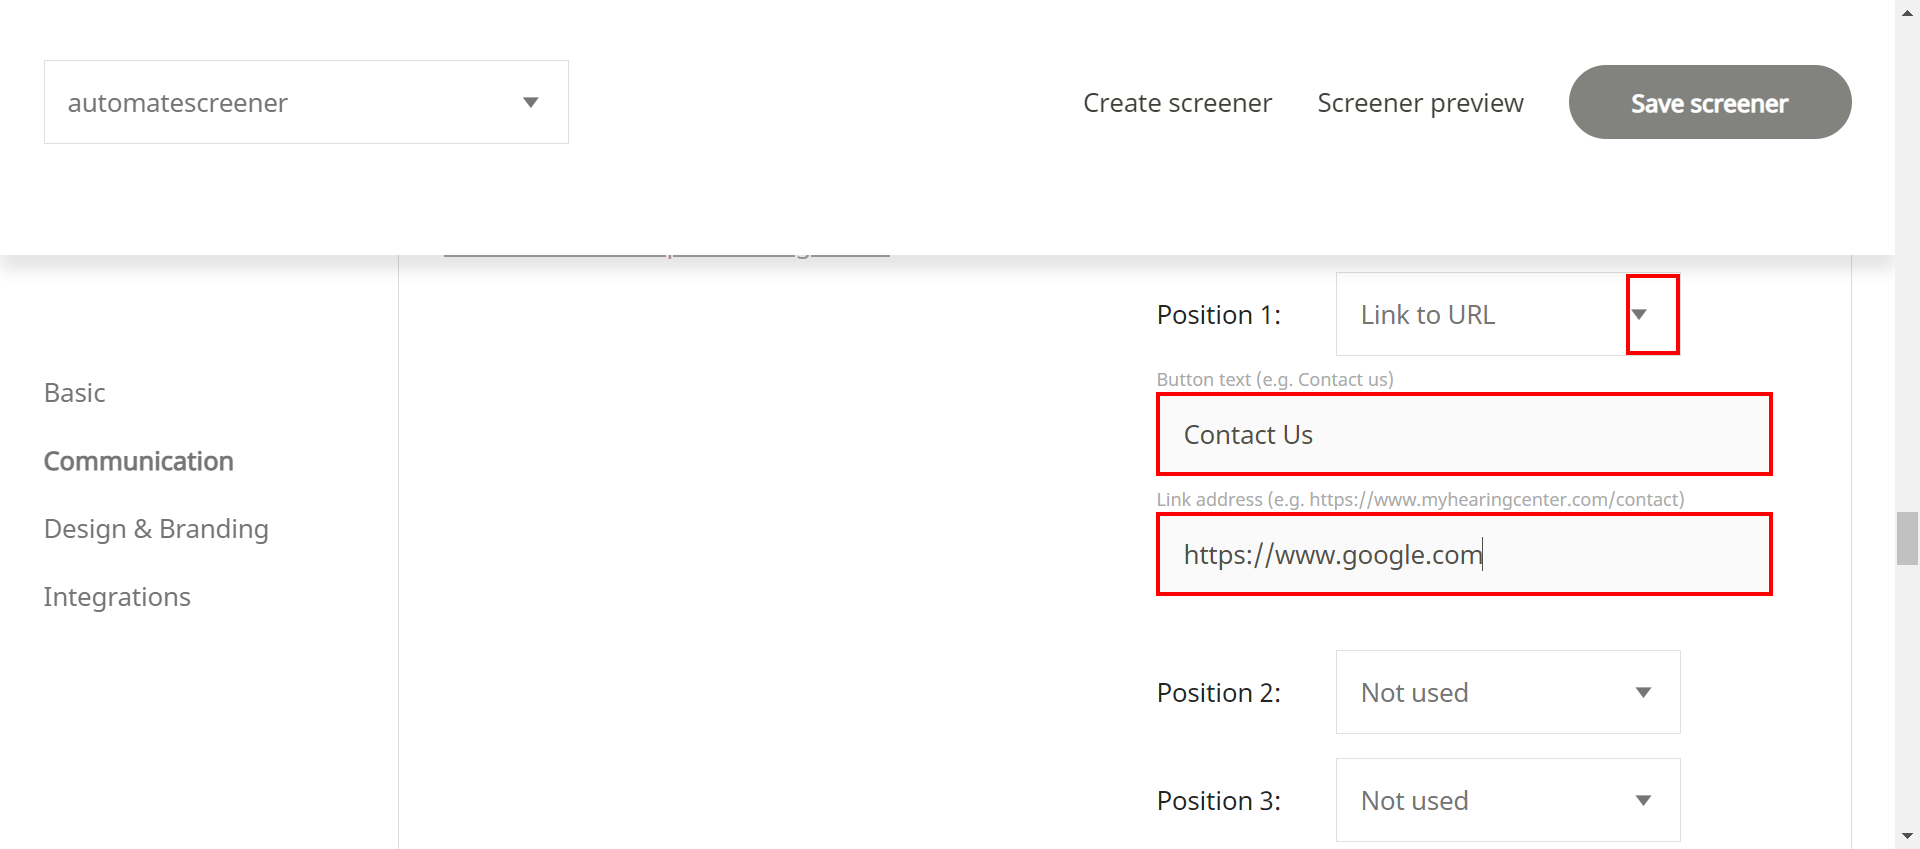 automatescreener
Create screener
Screener preview
Save screener
Basic
Communication
Design & Branding
Integrations
Position 1:
Link to URL
Button text (e.g. Contact us)
Contact Us
Link address (e.g. https://www.myhearingcenter.com/contact)
https://www.google.com
Position 2:
Not used
Position 3:
Not used